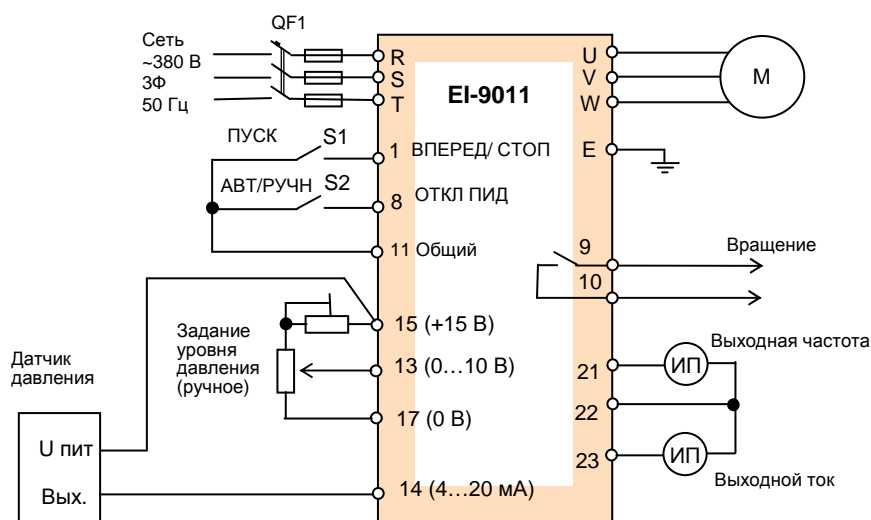 QF1
Сеть
~380 В
3Ф
50 Гц
R
S
T
EI-9011
U
V
W
М
ПУСК
S1
1 ВПЕРЕД/ СТОП
E
АВТ/РУЧН
S2
8 ОТКЛ ПИД
11 Общий
9
10
Вращение
15 (+15 В)
Задание
уровня
давления
(ручное)
13 (0…10 В)
17 (0 В)
Выходная частота
21
ИП
22
23
ИП
Выходной ток
Датчик
давления
U пит
Вых.
14 (4…20 мА)